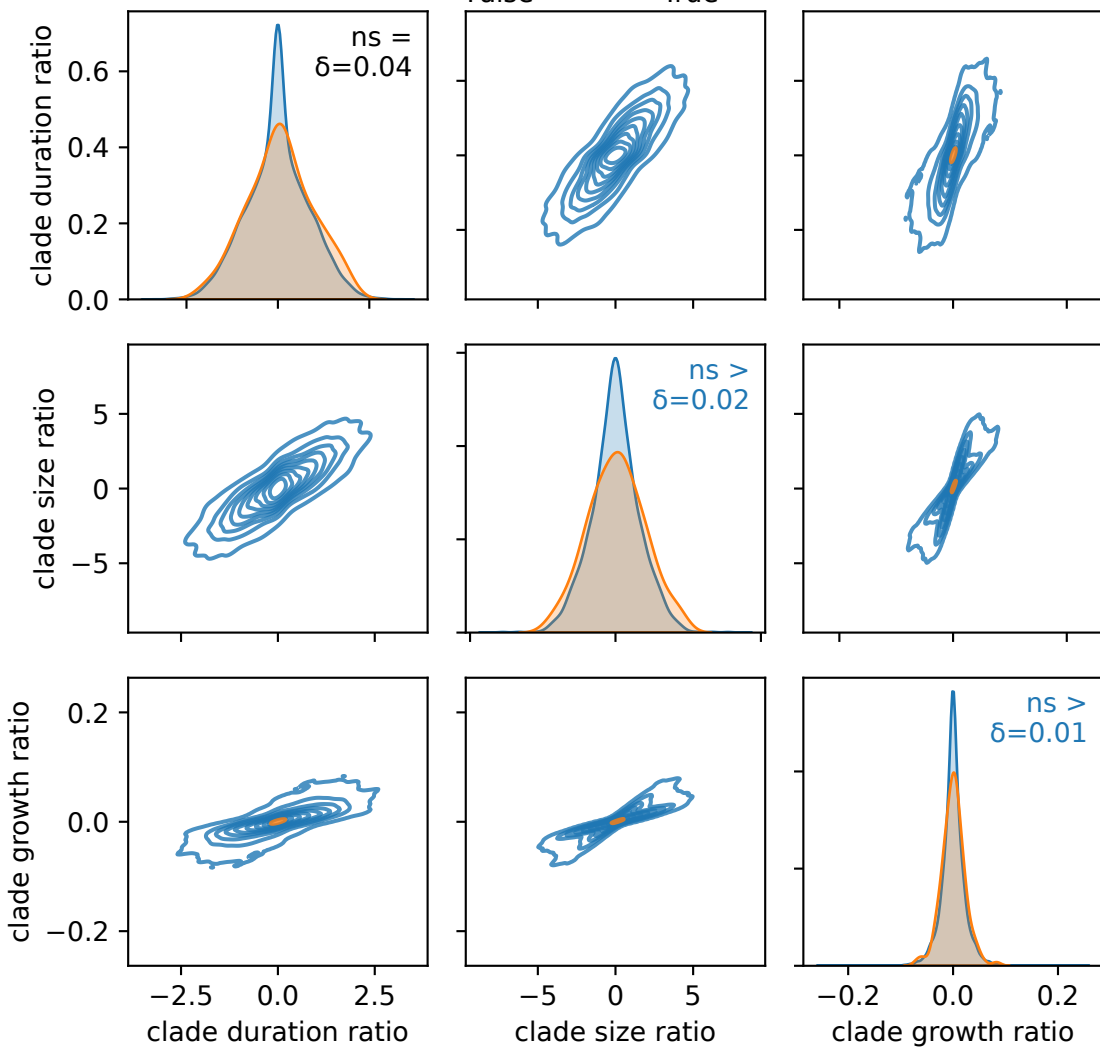 clade duration ratio
0.6
0.4
0.2
0.0
ns =
δ=0.04
clade size ratio
5
0
−5
ns >
δ=0.02
clade growth ratio
0.2
0.0
−0.2
ns >
δ=0.01
−2.5 0.0 2.5
−5 0 5
−0.2 0.0 0.2
clade duration ratio
clade size ratio
clade growth ratio